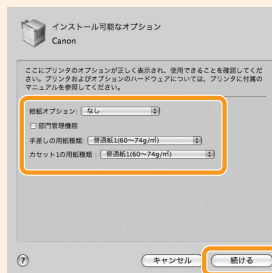 インストール可能なオプション
Canon
ここにプリンタのオプションが正しく表示され、使用できることを確認してくだ
さい。プリンタおよびオプションのハードウェアについては、プリンタに付属の
マニュアルを参照してください。
給紙オプション: なし
部門管理機能
手差しの用紙種類: 普通紙1(60〜74g/㎡)
カセット1の用紙種類: 普通紙1(60〜74g/㎡)
? キャンセル 続ける